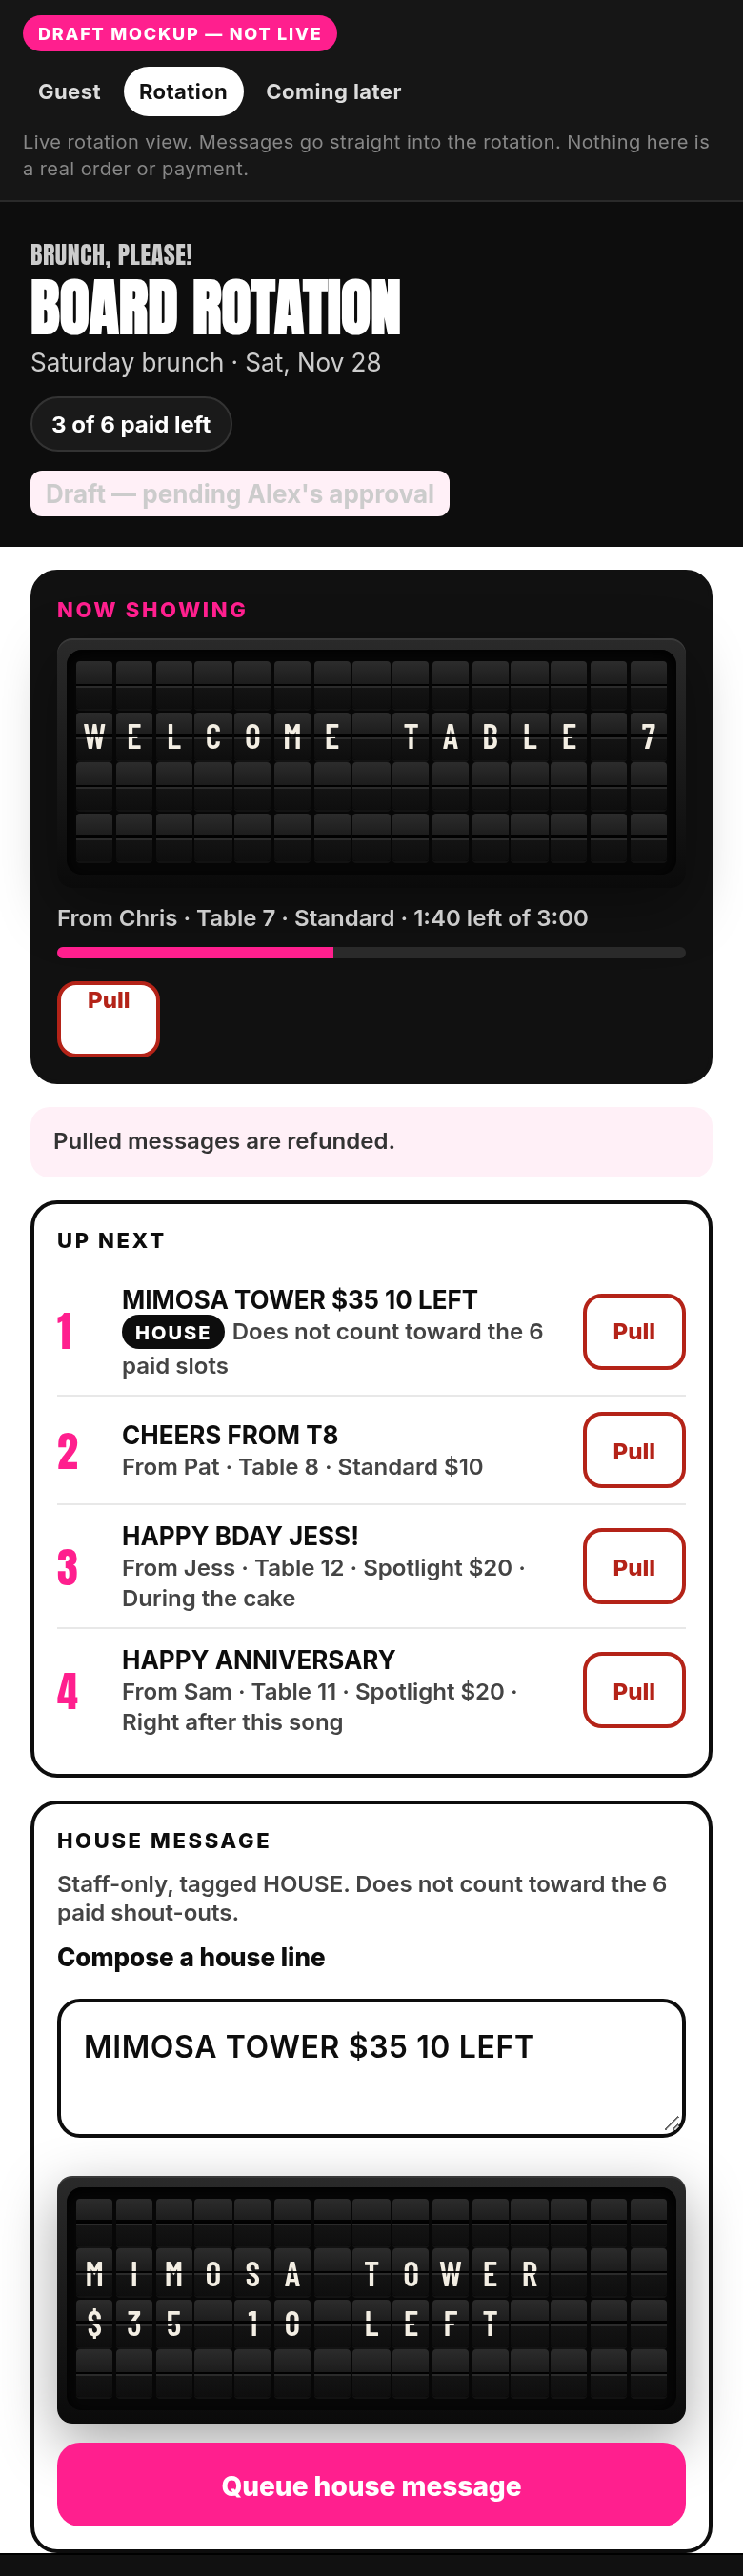 DRAFT MOCKUP — NOT LIVE
Guest
Rotation
Coming later
Live rotation view. Messages go straight into the rotation. Nothing here is
a real order or payment.
BRUNCH, PLEASE!
BOARD ROTATION
Saturday brunch · Sat, Nov 28
3 of 6 paid left
Draft — pending Alex's approval
NOW SHOWING
WELCOME TABLE 7
From Chris · Table 7 · Standard · 1:40 left of 3:00
Pull
Pulled messages are refunded.
UP NEXT
1
MIMOSA TOWER $35 10 LEFT
HOUSE Does not count toward the 6
paid slots
Pull
2
CHEERS FROM T8
From Pat · Table 8 · Standard $10
Pull
3
HAPPY BDAY JESS!
From Jess · Table 12 · Spotlight $20 ·
During the cake
Pull
4
HAPPY ANNIVERSARY
From Sam · Table 11 · Spotlight $20 ·
Right after this song
Pull
HOUSE MESSAGE
Staff-only, tagged HOUSE. Does not count toward the 6
paid shout-outs.
Compose a house line
MIMOSA TOWER $35 10 LEFT
MIMOSA TOWER
$35 10 LEFT
Queue house message